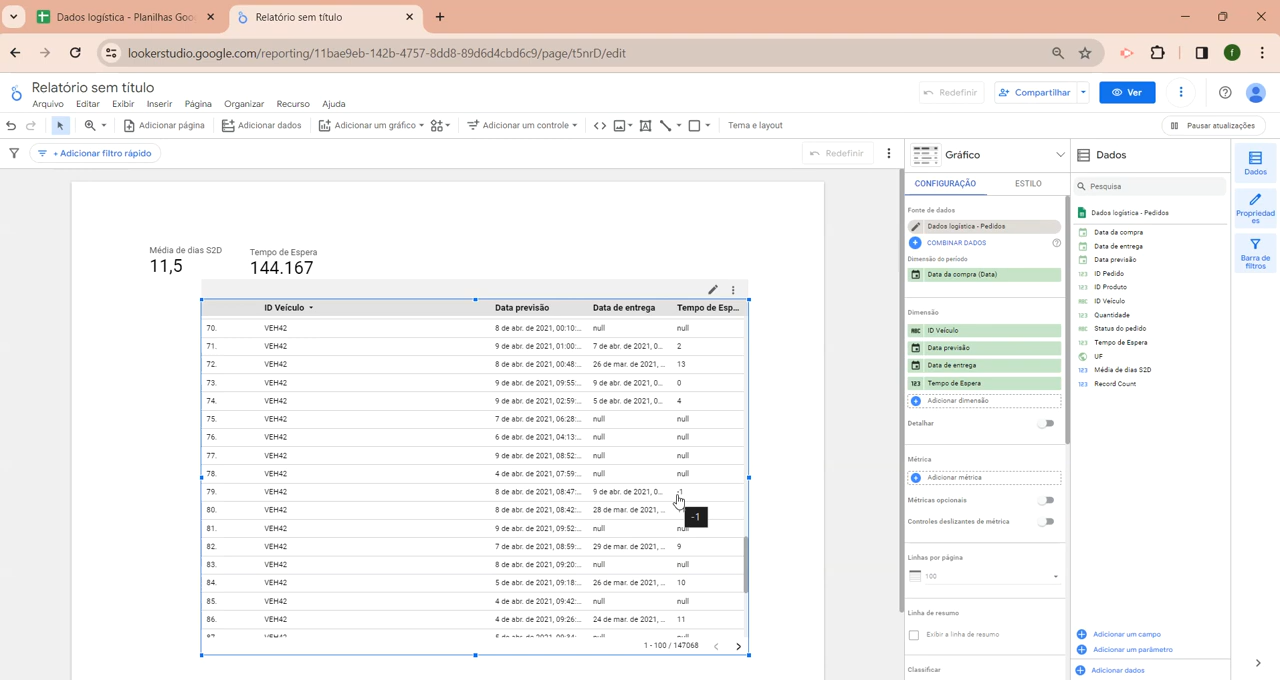 Dados logística - Planilhas Goo
Relatório sem título
lookerstudio.google.com/reporting/11bae9eb-142b-4757-8dd8-89d6d4cbd6c9/page/t5nrD/edit
f
Relatório sem título
Arquivo Editar Exibir Inserir Página Organizar Recurso Ajuda
Redefinir
Compartilhar
Ver
Adicionar página
Adicionar dados
Adicionar um gráfico
Adicionar um controle
Tema e layout
Pausar atualizações
+ Adicionar filtro rápido
Redefinir
Média de dias S2D
11,5
Tempo de Espera
144.167
ID Veículo Data previsão Data de entrega Tempo de Esp...
70. VEH42 8 de abr. de 2021, 00:10:... null null
71. VEH42 9 de abr. de 2021, 01:00:... 7 de abr. de 2021, 0... 2
72. VEH42 8 de abr. de 2021, 00:48:... 26 de mar. de 2021, ... 13
73. VEH42 9 de abr. de 2021, 09:55:... 9 de abr. de 2021, 0... 0
74. VEH42 9 de abr. de 2021, 02:59:... 5 de abr. de 2021, 0... 4
75. VEH42 7 de abr. de 2021, 06:28:... null null
76. VEH42 6 de abr. de 2021, 04:13:... null null
77. VEH42 9 de abr. de 2021, 08:52:... null null
78. VEH42 4 de abr. de 2021, 07:59:... null null
79. VEH42 8 de abr. de 2021, 08:47:... 9 de abr. de 2021, 0... -1
80. VEH42 8 de abr. de 2021, 08:42:... 28 de mar. de 2021, ...
-1
81. VEH42 9 de abr. de 2021, 09:52:... null null
82. VEH42 7 de abr. de 2021, 08:59:... 29 de mar. de 2021, ... 9
83. VEH42 8 de abr. de 2021, 09:20:... null null
84. VEH42 5 de abr. de 2021, 09:18:... 26 de mar. de 2021, ... 10
85. VEH42 4 de abr. de 2021, 09:42:... null null
86. VEH42 4 de abr. de 2021, 09:26:... 24 de mar. de 2021, ... 11
1 - 100 / 147068
Gráfico
CONFIGURAÇÃO ESTILO
Fonte de dados
Dados logística - Pedidos
COMBINAR DADOS
Dimensão do período
Data da compra (Data)
Dimensão
ABC ID Veículo
Data previsão
Data de entrega
123 Tempo de Espera
Adicionar dimensão
Detalhar
Métrica
Adicionar métrica
Métricas opcionais
Controles deslizantes de métrica
Linhas por página
100
Linha de resumo
Exibir a linha de resumo
Classificar
Dados
Pesquisa
Dados logística - Pedidos
Data da compra
Data de entrega
Data previsão
123 ID Pedido
123 ID Produto
ABC ID Veículo
123 Quantidade
ABC Status do pedido
123 Tempo de Espera
UF
123 Média de dias S2D
123 Record Count
Adicionar um campo
Adicionar um parâmetro
Adicionar dados
Dados
Propriedad
es
Barra de
filtros